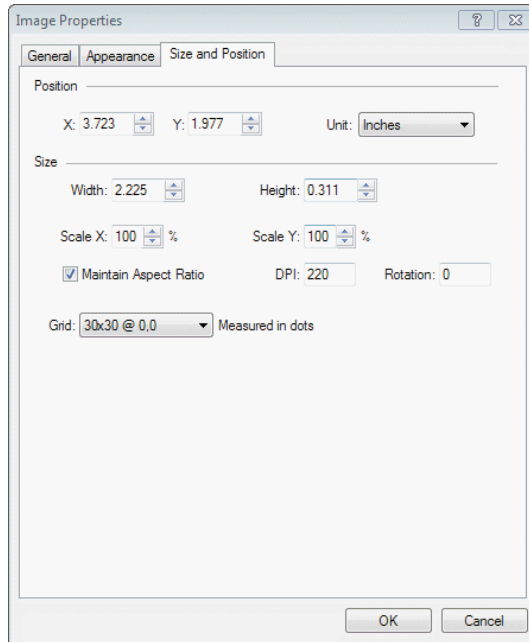 Image Properties
General Appearance Size and Position
Position
X: 3.723 Y: 1.977 Unit: Inches
Size
Width: 2.225 Height: 0.311
Scale X: 100 % Scale Y: 100 %
Maintain Aspect Ratio DPI: 220 Rotation: 0
Grid: 30x30 @ 0,0 Measured in dots
OK Cancel